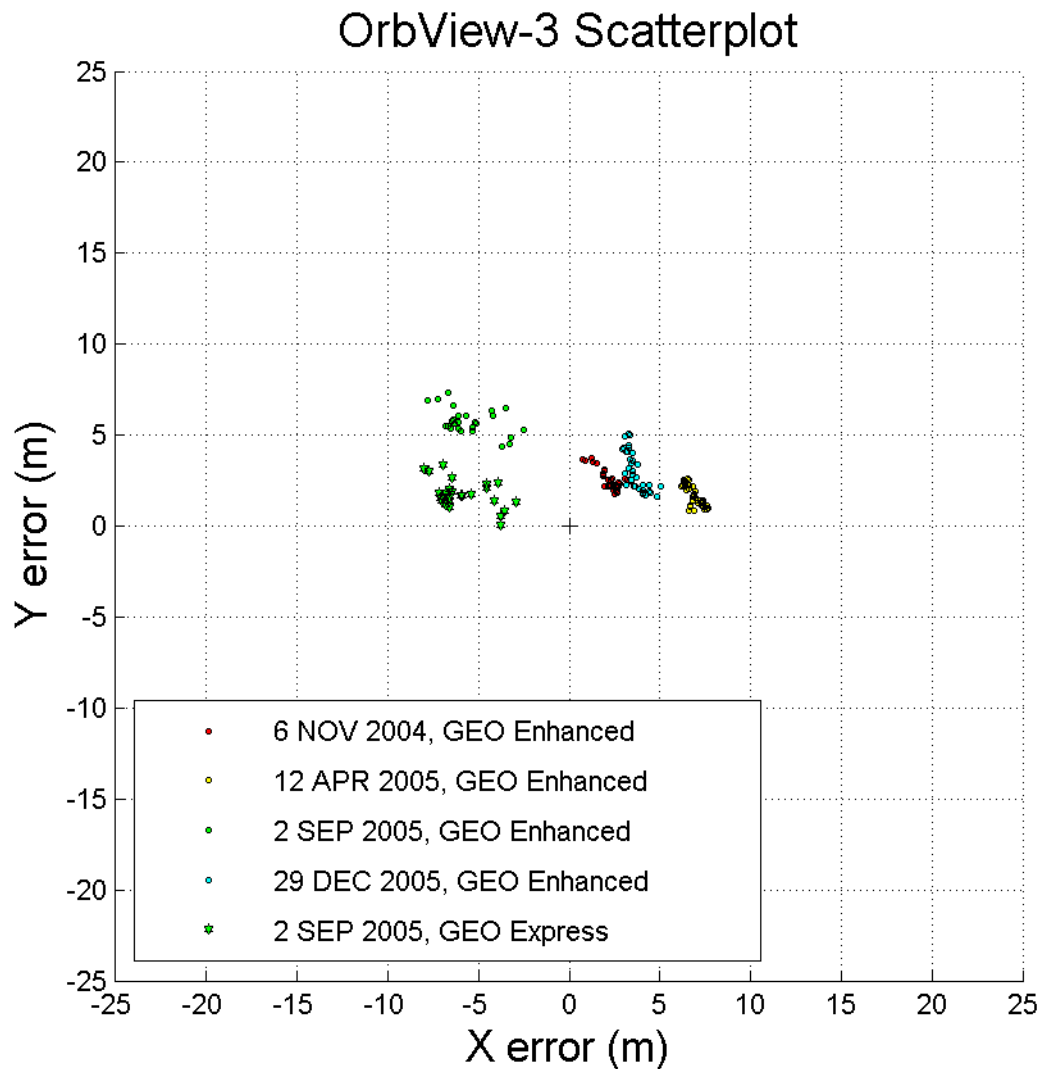 OrbView-3 Scatterplot
25
20
15
10
5
0
-5
-10
-15
-20
-25
Y error (m)
6 NOV 2004, GEO Enhanced
12 APR 2005, GEO Enhanced
2 SEP 2005, GEO Enhanced
29 DEC 2005, GEO Enhanced
2 SEP 2005, GEO Express
-25 -20 -15 -10 -5 0 5 10 15 20 25
X error (m)